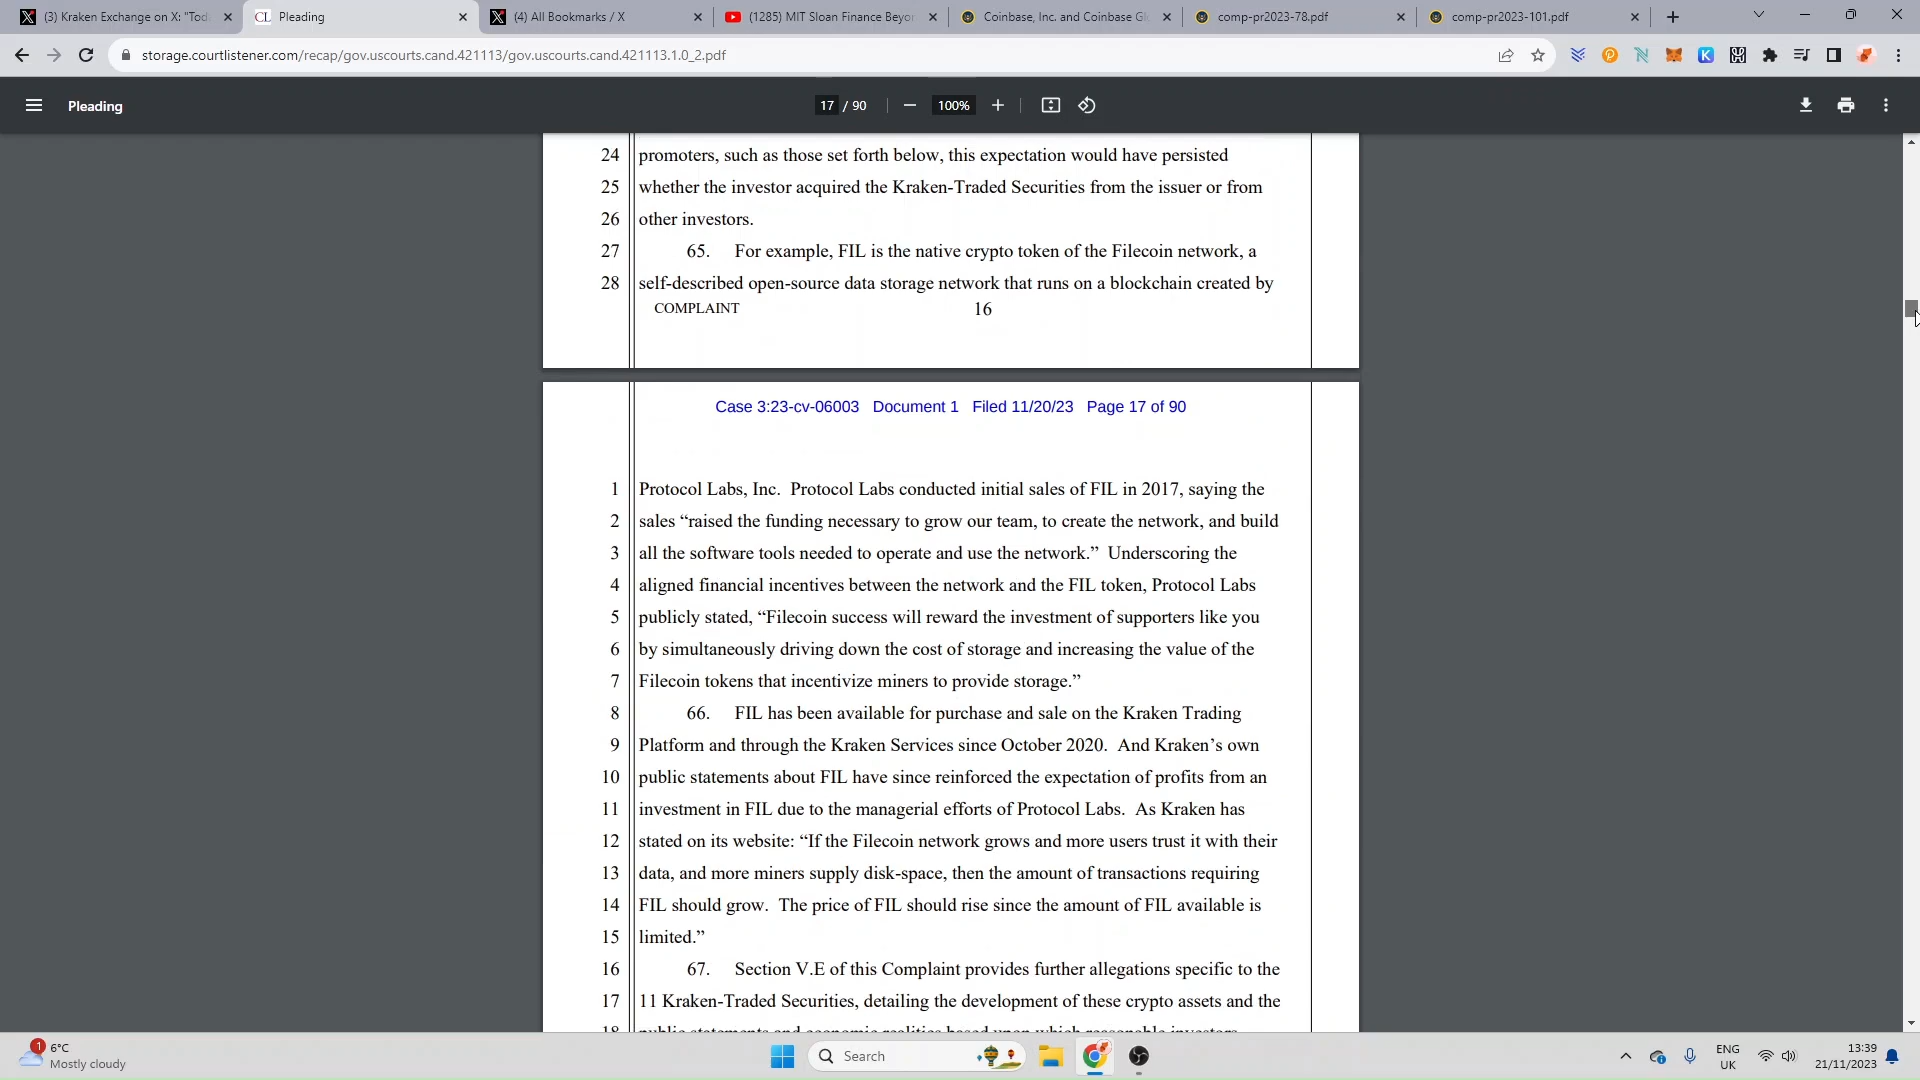 (3) Kraken Exchange on X: "Tod
Pleading
(4) All Bookmarks / X
(1285) MIT Sloan Finance Beyon
Coinbase, Inc. and Coinbase Gl
comp-pr2023-78.pdf
comp-pr2023-101.pdf
storage.courtlistener.com/recap/gov.uscourts.cand.421113/gov.uscourts.cand.421113.1.0_2.pdf
Pleading
17 / 90
100%
24 promoters, such as those set forth below, this expectation would have persisted
25 whether the investor acquired the Kraken-Traded Securities from the issuer or from
26 other investors.
27 65. For example, FIL is the native crypto token of the Filecoin network, a
28 self-described open-source data storage network that runs on a blockchain created by
COMPLAINT 16
Case 3:23-cv-06003 Document 1 Filed 11/20/23 Page 17 of 90
1 Protocol Labs, Inc. Protocol Labs conducted initial sales of FIL in 2017, saying the
2 sales “raised the funding necessary to grow our team, to create the network, and build
3 all the software tools needed to operate and use the network.” Underscoring the
4 aligned financial incentives between the network and the FIL token, Protocol Labs
5 publicly stated, “Filecoin success will reward the investment of supporters like you
6 by simultaneously driving down the cost of storage and increasing the value of the
7 Filecoin tokens that incentivize miners to provide storage.”
8 66. FIL has been available for purchase and sale on the Kraken Trading
9 Platform and through the Kraken Services since October 2020. And Kraken’s own
10 public statements about FIL have since reinforced the expectation of profits from an
11 investment in FIL due to the managerial efforts of Protocol Labs. As Kraken has
12 stated on its website: “If the Filecoin network grows and more users trust it with their
13 data, and more miners supply disk-space, then the amount of transactions requiring
14 FIL should grow. The price of FIL should rise since the amount of FIL available is
15 limited.”
16 67. Section V.E of this Complaint provides further allegations specific to the
17 11 Kraken-Traded Securities, detailing the development of these crypto assets and the
18 public statements and economic realities based upon which reasonable investors
1
6°C
Mostly cloudy
Search
ENG
UK
13:39
21/11/2023